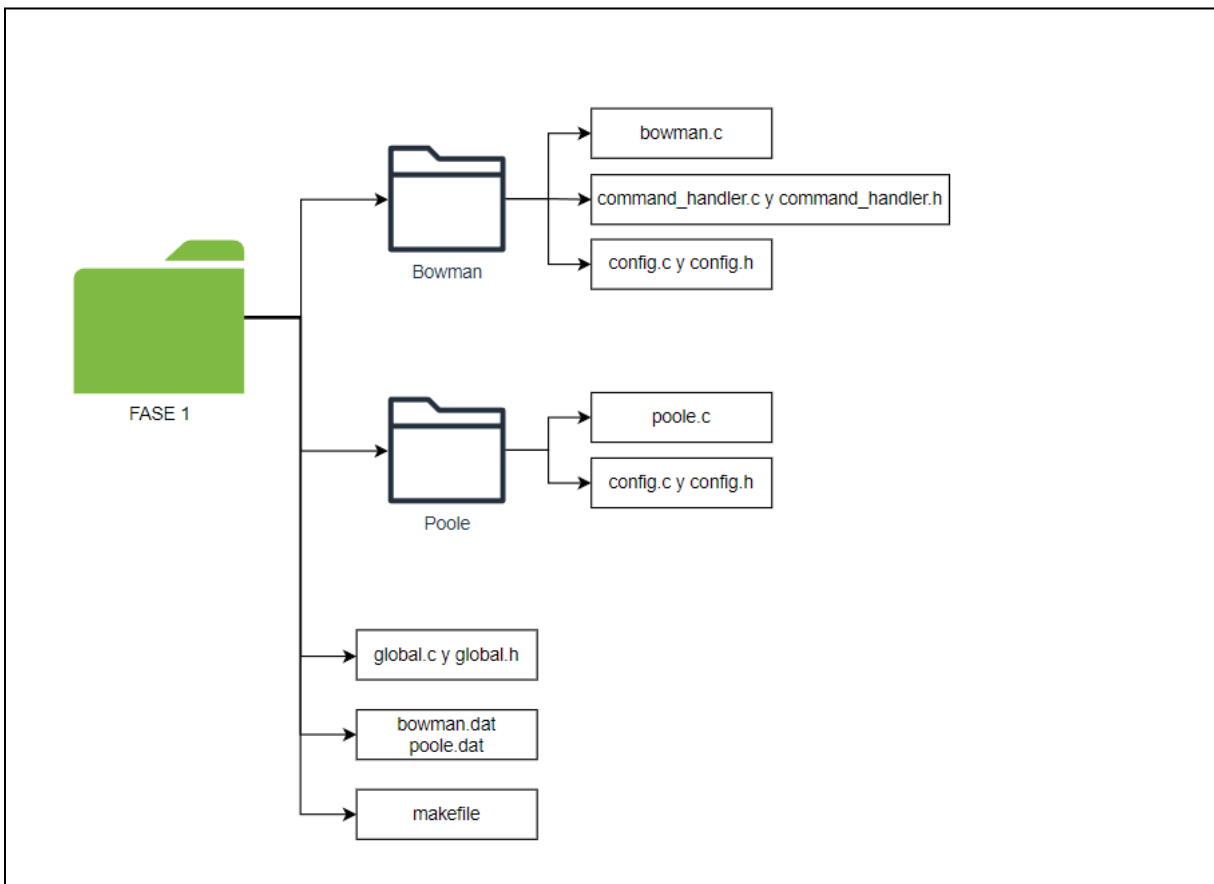 bowman.c
command_handler.c y command_handler.h
config.c y config.h
Bowman
FASE 1
poole.c
config.c y config.h
Poole
global.c y global.h
bowman.dat
poole.dat
makefile